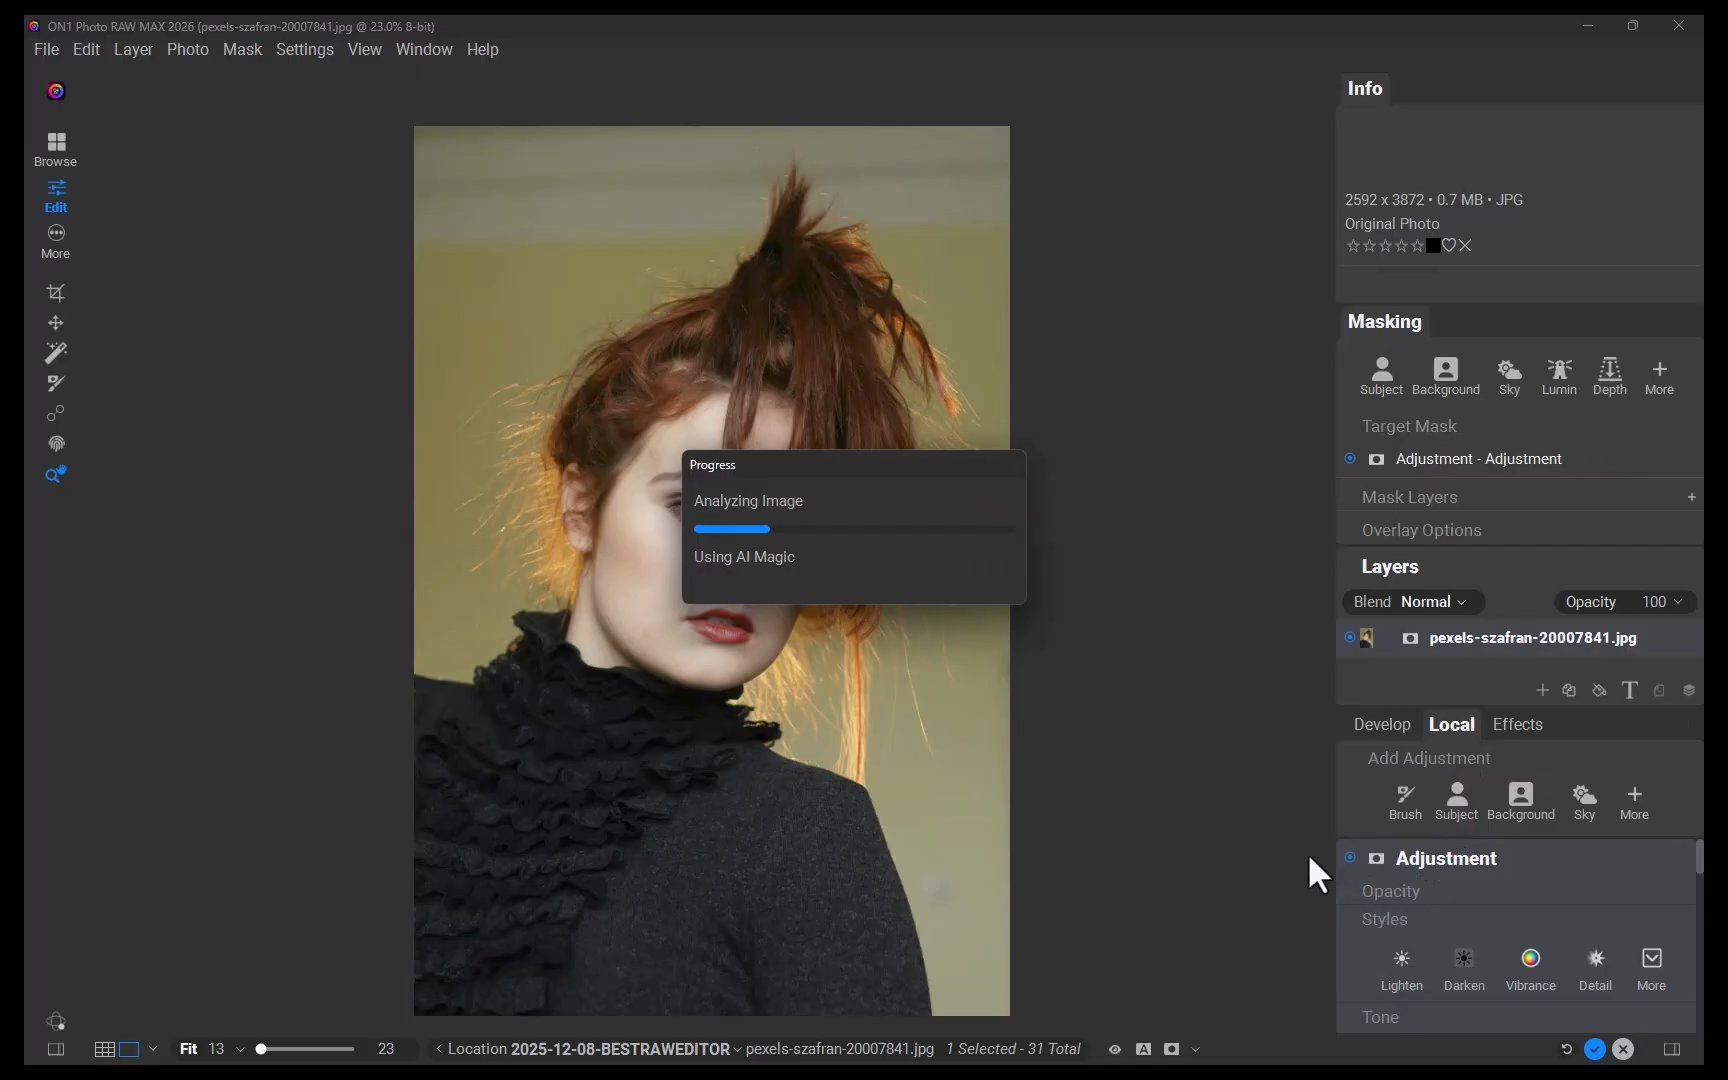 ON1 Photo RAW MAX 2026 (pexels-szafran-20007841.jpg @ 23.0% 8-bit)
File Edit Layer Photo Mask Settings View Window Help
Browse
Edit
More
Info
2592 x 3872 • 0.7 MB • JPG
Original Photo
Masking
Subject Background Sky Lumin Depth More
Target Mask
Adjustment - Adjustment
Mask Layers
Overlay Options
Progress
Analyzing Image
Using AI Magic
Layers
Blend Normal Opacity 100
pexels-szafran-20007841.jpg
Develop Local Effects
Add Adjustment
Brush Subject Background Sky More
Adjustment
Opacity
Styles
Lighten Darken Vibrance Detail More
Tone
Fit 13 23 < Location 2025-12-08-BESTRAWEDITOR pexels-szafran-20007841.jpg 1 Selected - 31 Total A